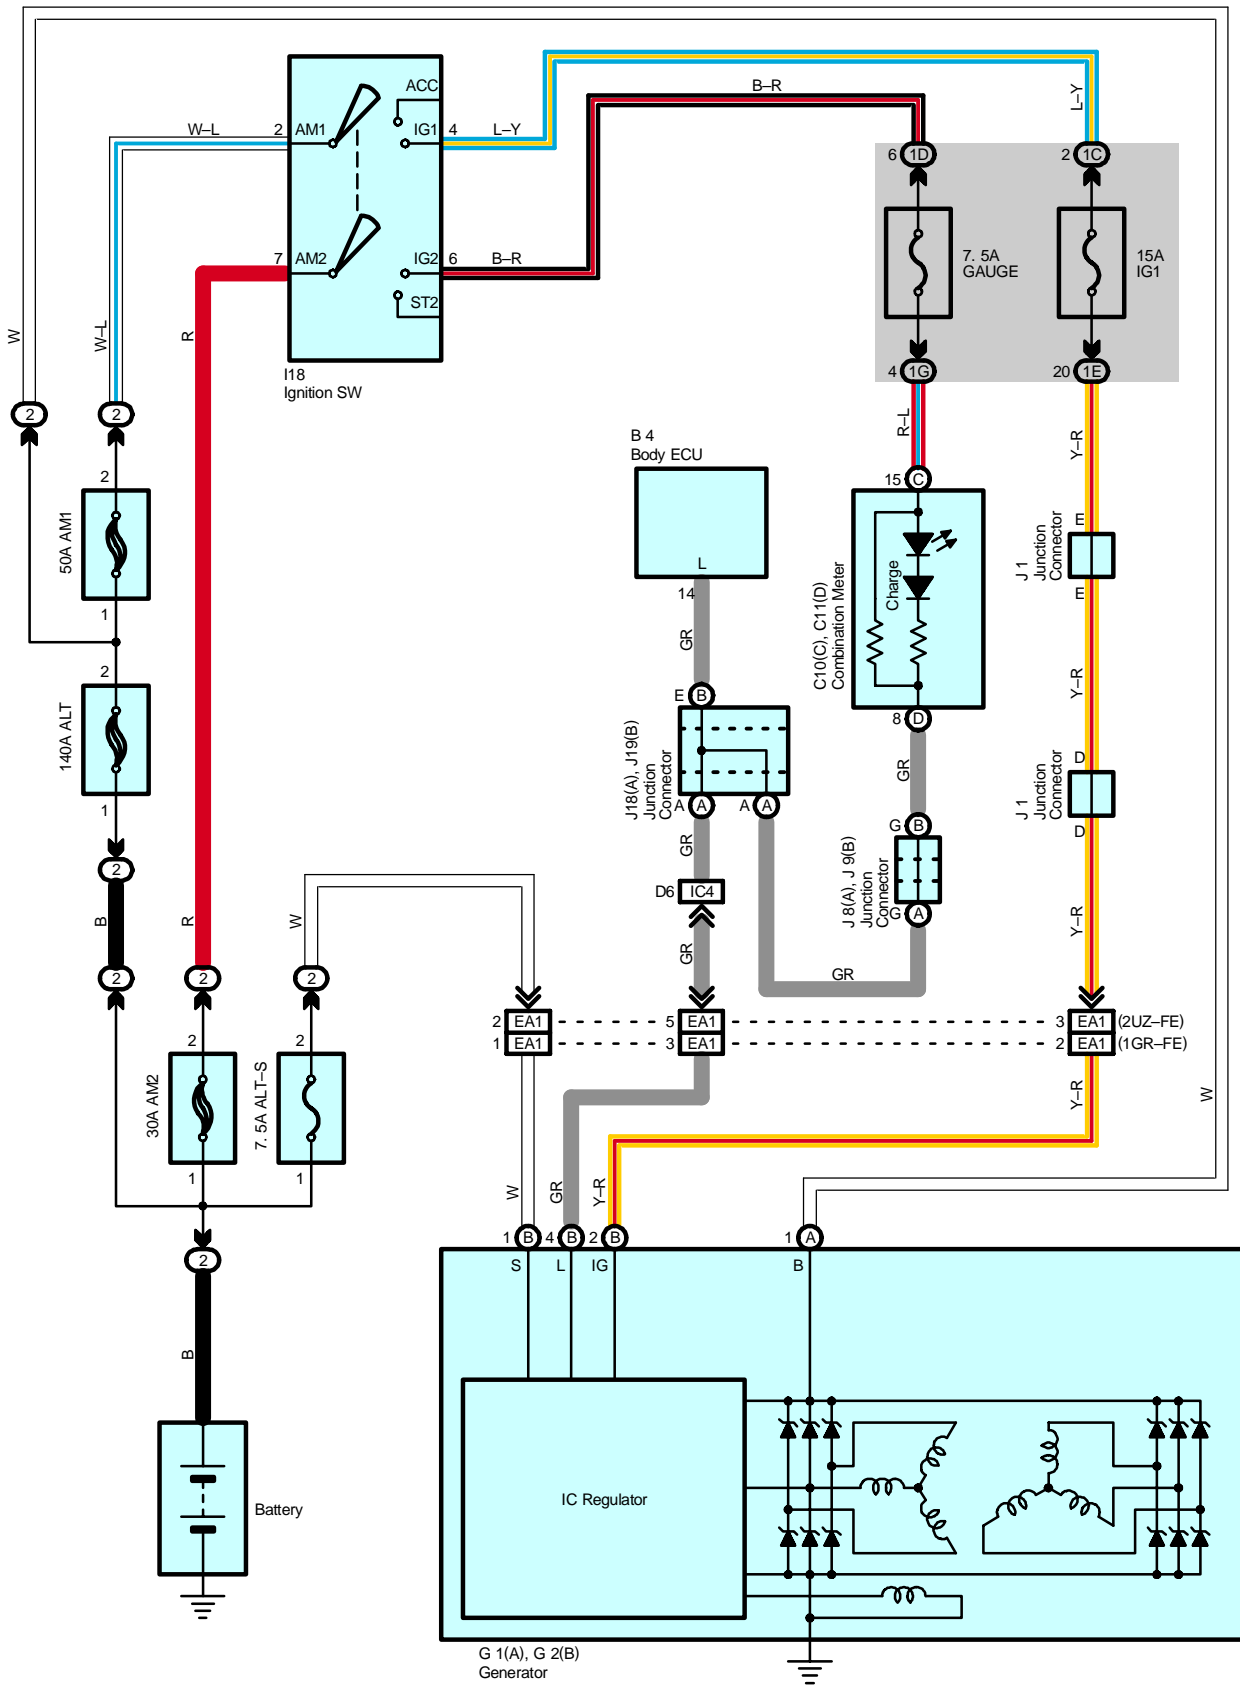 ACC
B–R
L–Y
W–L
2
AM1
IG1
4
L–Y
6
1D
2
1C
7
AM2
IG2
6
B–R
ST2
7. 5A
GAUGE
15A
IG1
W
W–L
R
I18
Ignition SW
4
1G
20
1E
2
2
R–L
Y–R
B 4
Body ECU
L
14
15
C
2
50A AM1
1
E
J 1
Junction
Connector
E
Charge
C10(C), C11(D)
Combination Meter
GR
2
140A ALT
1
E
B
J18(A), J19(B)
Junction
Connector
A
A
A
A
8
D
GR
Y–R
D
J 1
Junction
Connector
D
G
B
J 8(A), J 9(B)
Junction
Connector
G
A
GR
D6
IC4
GR
GR
Y–R
2
B
2
R
2
W
2
2
EA1
5
EA1
3
EA1
(2UZ–FE)
1
EA1
3
EA1
2
EA1
(1GR–FE)
2
30A AM2
1
2
7. 5A ALT–S
1
Y–R
W
W
GR
Y–R
2
B
1
B
4
B
2
B
1
A
S
L
IG
B
Battery
IC Regulator
G 1(A), G 2(B)
Generator